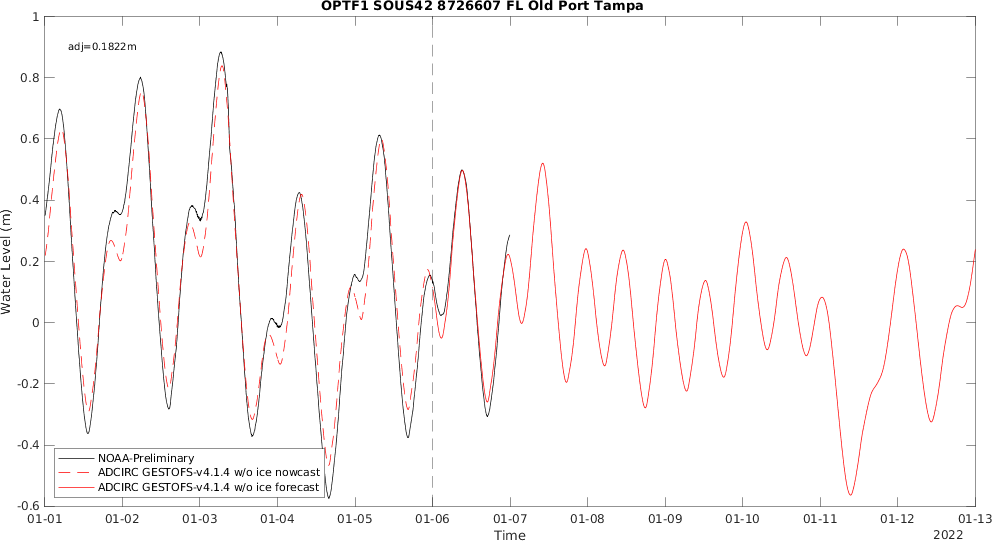 OPTF1 SOUS42 8726607 FL Old Port Tampa
adj=0.1822m
1
0.8
0.6
0.4
0.2
0
-0.2
-0.4
-0.6
Water Level (m)
NOAA-Preliminary
ADCIRC GESTOFS-v4.1.4 w/o ice nowcast
ADCIRC GESTOFS-v4.1.4 w/o ice forecast
01-01 01-02 01-03 01-04 01-05 01-06 01-07 01-08 01-09 01-10 01-11 01-12 01-13
Time
2022